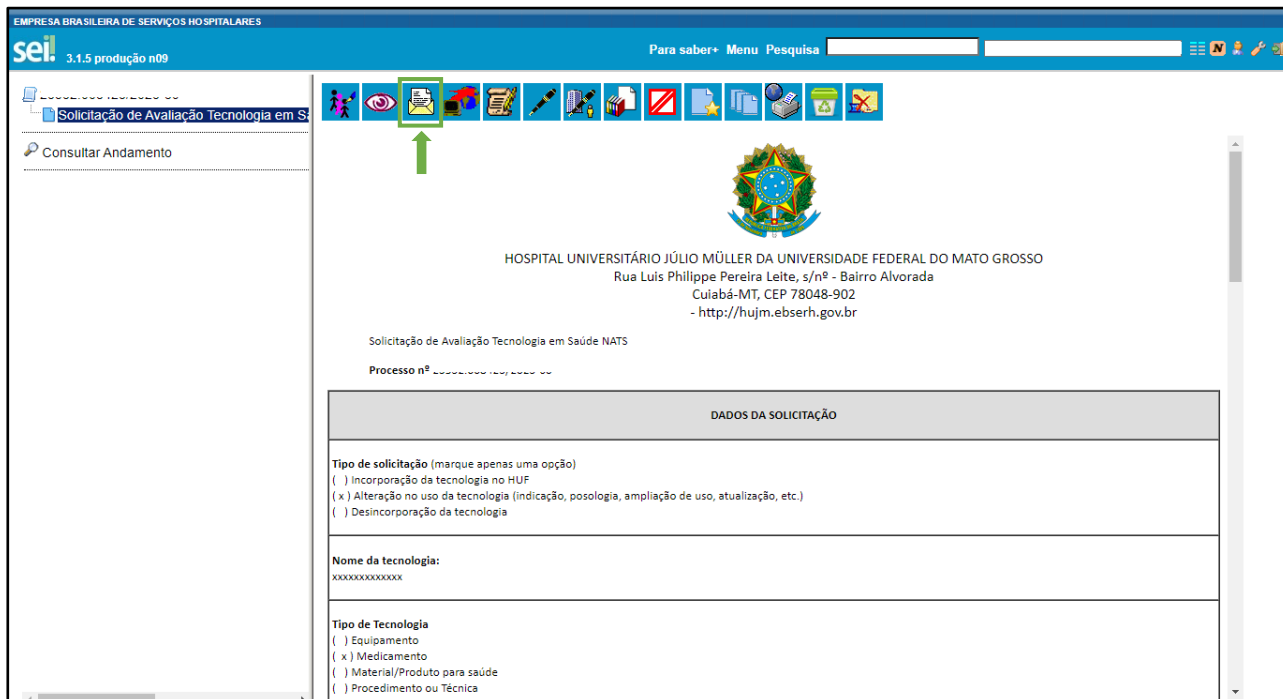 EMPRESA BRASILEIRA DE SERVIÇOS HOSPITALARES
sei! 3.1.5 produção n09
Para saber+ Menu Pesquisa
Solicitação de Avaliação Tecnologia em
Consultar Andamento
HOSPITAL UNIVERSITÁRIO JÚLIO MÜLLER DA UNIVERSIDADE FEDERAL DO MATO GROSSO
Rua Luis Philippe Pereira Leite, s/nº - Bairro Alvorada
Cuiabá-MT, CEP 78048-902
- http://hujm.ebserh.gov.br
Solicitação de Avaliação Tecnologia em Saúde NATS
Processo nº
DADOS DA SOLICITAÇÃO
Tipo de solicitação (marque apenas uma opção)
( ) Incorporação da tecnologia no HUF
( x ) Alteração no uso da tecnologia (indicação, posologia, ampliação de uso, atualização, etc.)
( ) Desincorporação da tecnologia
Nome da tecnologia:
xxxxxxxxxxxxx
Tipo de Tecnologia
( ) Equipamento
( x ) Medicamento
( ) Material/Produto para saúde
( ) Procedimento ou Técnica